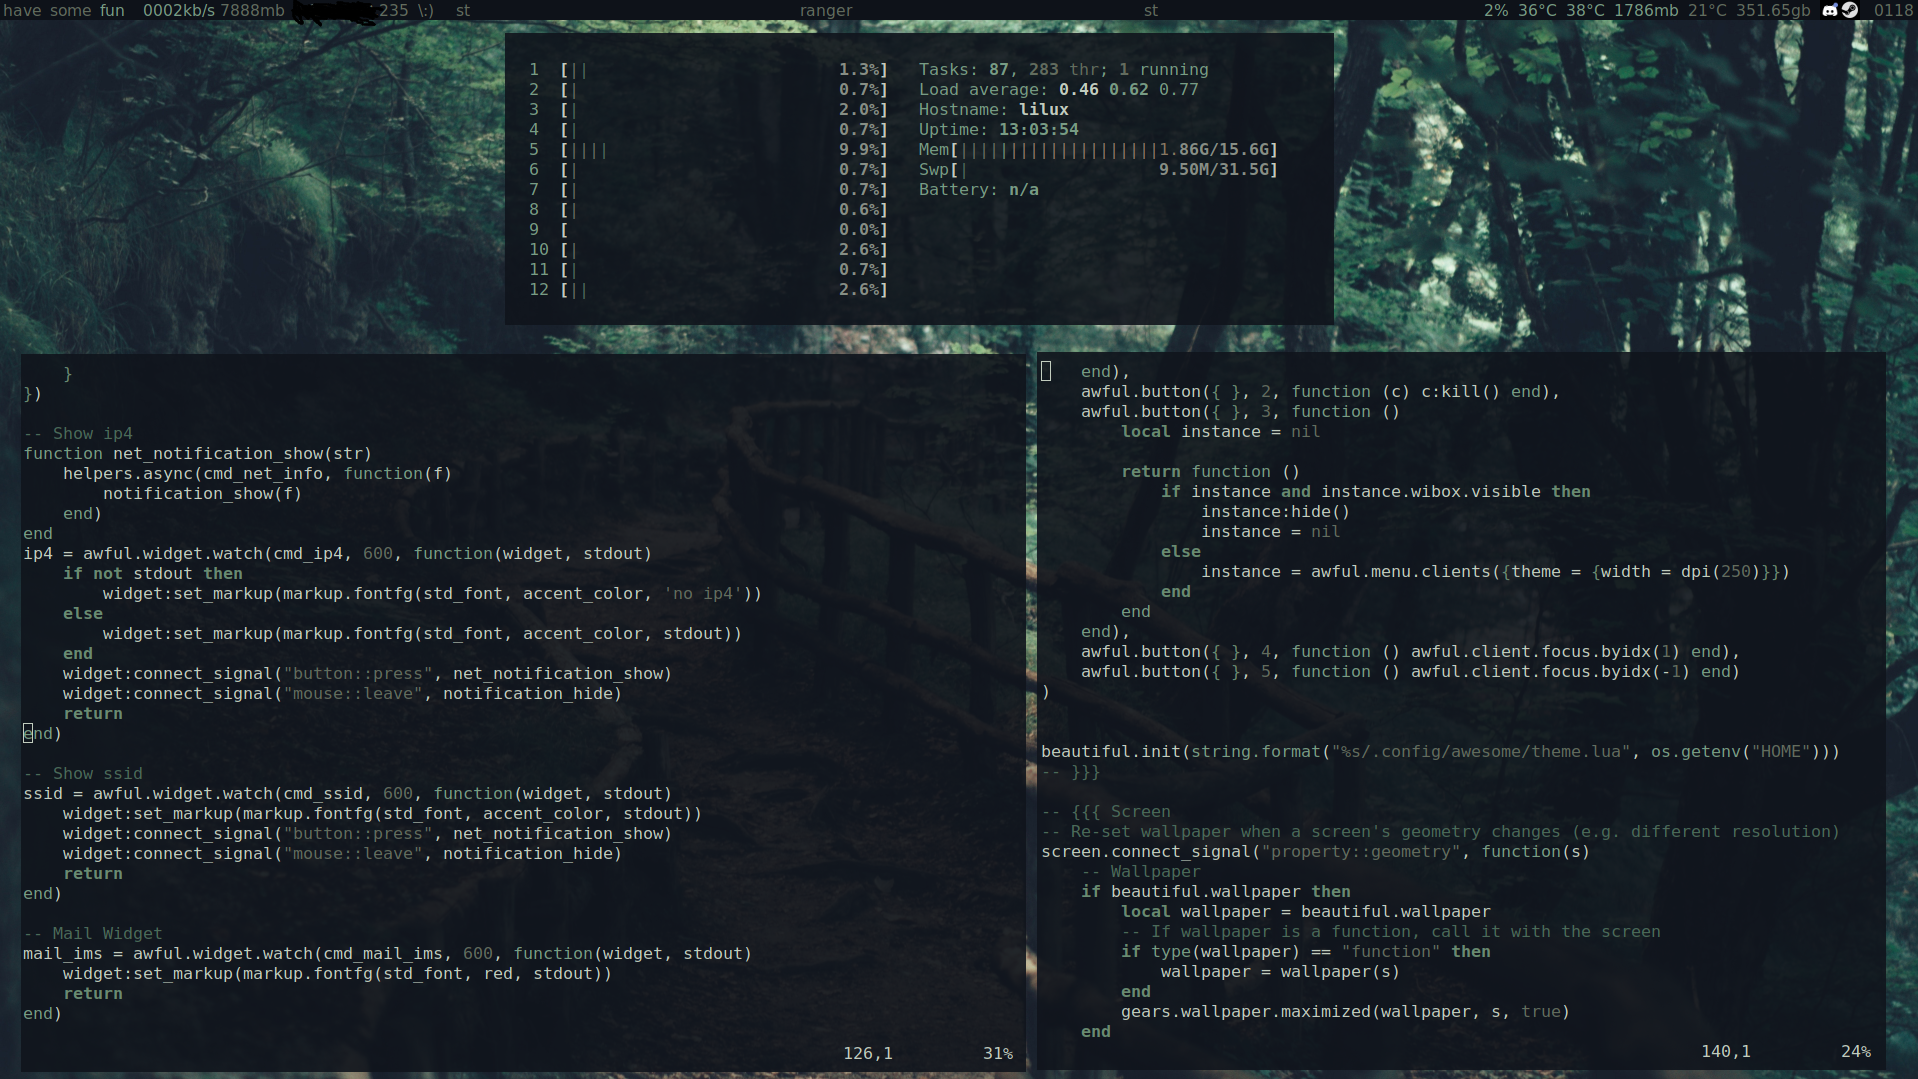 have some fun 0002kb/s 7888mb 235 \:) st ranger st 2% 36°C 38°C 1786mb 21°C 351.65gb 0118
1 [|| 1.3%] Tasks: 87, 283 thr; 1 running
2 [| 0.7%] Load average: 0.46 0.62 0.77
3 [| 2.0%] Hostname: lilux
4 [| 0.7%] Uptime: 13:03:54
5 [|||| 9.9%] Mem[||||||||||||||||||||1.86G/15.6G]
6 [| 0.7%] Swp[| 9.50M/31.5G]
7 [| 0.7%] Battery: n/a
8 [| 0.6%]
9 [ 0.0%]
10 [| 2.6%]
11 [| 0.7%]
12 [|| 2.6%]
    }
})

-- Show ip4
function net_notification_show(str)
    helpers.async(cmd_net_info, function(f)
        notification_show(f)
    end)
end
ip4 = awful.widget.watch(cmd_ip4, 600, function(widget, stdout)
    if not stdout then
        widget:set_markup(markup.fontfg(std_font, accent_color, 'no ip4'))
    else
        widget:set_markup(markup.fontfg(std_font, accent_color, stdout))
    end
    widget:connect_signal("button::press", net_notification_show)
    widget:connect_signal("mouse::leave", notification_hide)
    return
end)

-- Show ssid
ssid = awful.widget.watch(cmd_ssid, 600, function(widget, stdout)
    widget:set_markup(markup.fontfg(std_font, accent_color, stdout))
    widget:connect_signal("button::press", net_notification_show)
    widget:connect_signal("mouse::leave", notification_hide)
    return
end)

-- Mail Widget
mail_ims = awful.widget.watch(cmd_mail_ims, 600, function(widget, stdout)
    widget:set_markup(markup.fontfg(std_font, red, stdout))
    return
end)
126,1 31%
    end),
    awful.button({ }, 2, function (c) c:kill() end),
    awful.button({ }, 3, function ()
        local instance = nil

        return function ()
            if instance and instance.wibox.visible then
                instance:hide()
                instance = nil
            else
                instance = awful.menu.clients({theme = {width = dpi(250)}})
            end
        end
    end),
    awful.button({ }, 4, function () awful.client.focus.byidx(1) end),
    awful.button({ }, 5, function () awful.client.focus.byidx(-1) end)
)

beautiful.init(string.format("%s/.config/awesome/theme.lua", os.getenv("HOME")))
-- }}}

-- {{{ Screen
-- Re-set wallpaper when a screen's geometry changes (e.g. different resolution)
screen.connect_signal("property::geometry", function(s)
    -- Wallpaper
    if beautiful.wallpaper then
        local wallpaper = beautiful.wallpaper
        -- If wallpaper is a function, call it with the screen
        if type(wallpaper) == "function" then
            wallpaper = wallpaper(s)
        end
        gears.wallpaper.maximized(wallpaper, s, true)
    end
140,1 24%